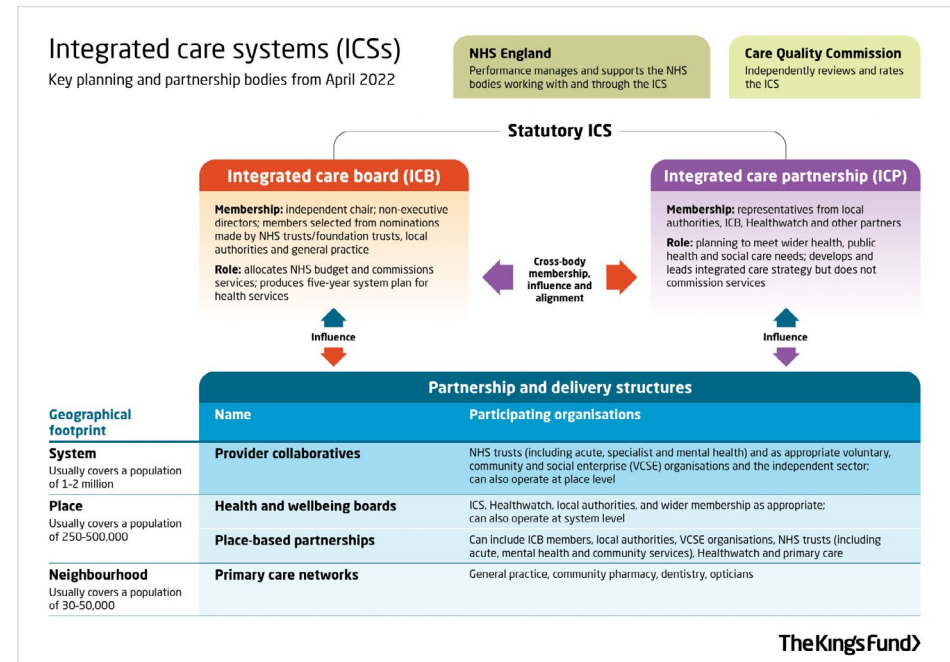 Integrated care systems (ICSs)
Key planning and partnership bodies from April 2022
NHS England
Performance manages and supports the NHS
bodies working with and through the ICS
Care Quality Commission
Independently reviews and rates
the ICS
Statutory ICS
Integrated care board (ICB)
Membership: independent chair; non-executive
directors; members selected from nominations
made by NHS trusts/foundation trusts, local
authorities and general practice
Role: allocates NHS budget and commissions
services; produces five-year system plan for
health services
Cross-body
membership,
influence and
alignment
Integrated care partnership (ICP)
Membership: representatives from local
authorities, ICB, Healthwatch and other partners
Role: planning to meet wider health, public
health and social care needs; develops and
leads integrated care strategy but does not
commission services
Influence
Influence
Partnership and delivery structures
Geographical
footprint
Name
Participating organisations
System
Usually covers a population
of 1-2 million
Provider collaboratives
NHS trusts (including acute, specialist and mental health) and as appropriate voluntary,
community and social enterprise (VCSE) organisations and the independent sector;
can also operate at place level
Place
Usually covers a population
of 250-500,000
Health and wellbeing boards
ICS, Healthwatch, local authorities, and wider membership as appropriate;
can also operate at system level
Place-based partnerships
Can include ICB members, local authorities, VCSE organisations, NHS trusts (including
acute, mental health and community services), Healthwatch and primary care
Neighbourhood
Usually covers a population
of 30-50,000
Primary care networks
General practice, community pharmacy, dentistry, opticians
The King's Fund